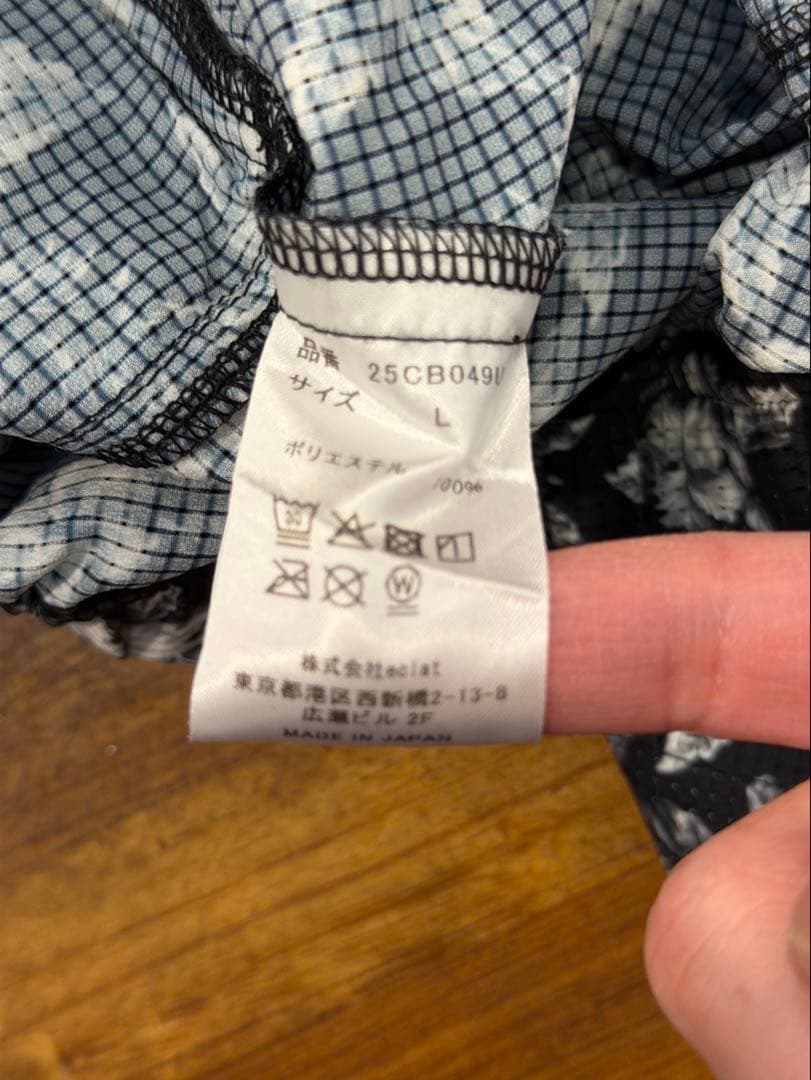 品番 25CB049U
サイズ L
ポリエステル 100%
30
W
株式会社eclat
東京都港区西新橋2-13-8
広瀬ビル 2F
MADE IN JAPAN